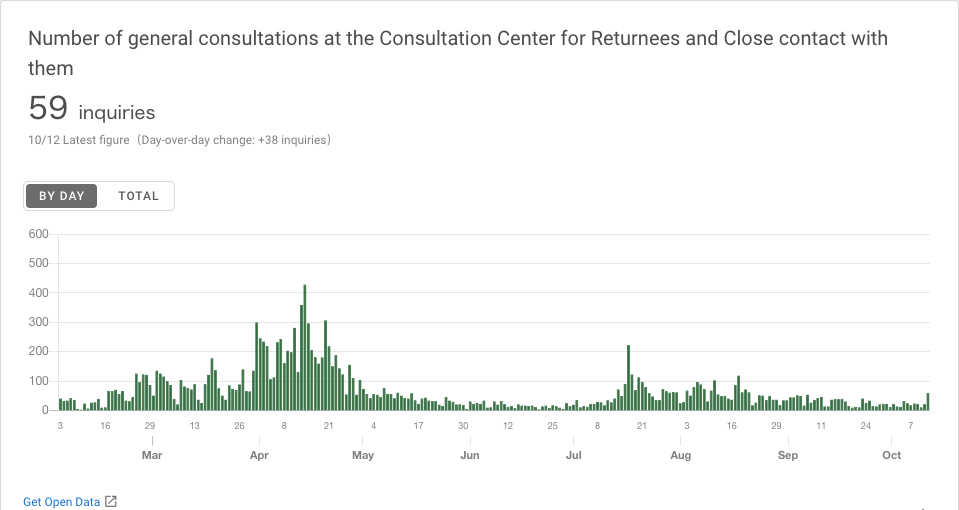 Number of general consultations at the Consultation Center for Returnees and Close contact with
them
59 inquiries
10/12 Latest figure (Day-over-day change: +38 inquiries)
BY DAY TOTAL
600
500
400
300
200
100
0
3 16 29 13 26 8 21 4 17 30 12 25 8 21 3 16 29 11 24 7
Mar Apr May Jun Jul Aug Sep Oct
Get Open Data